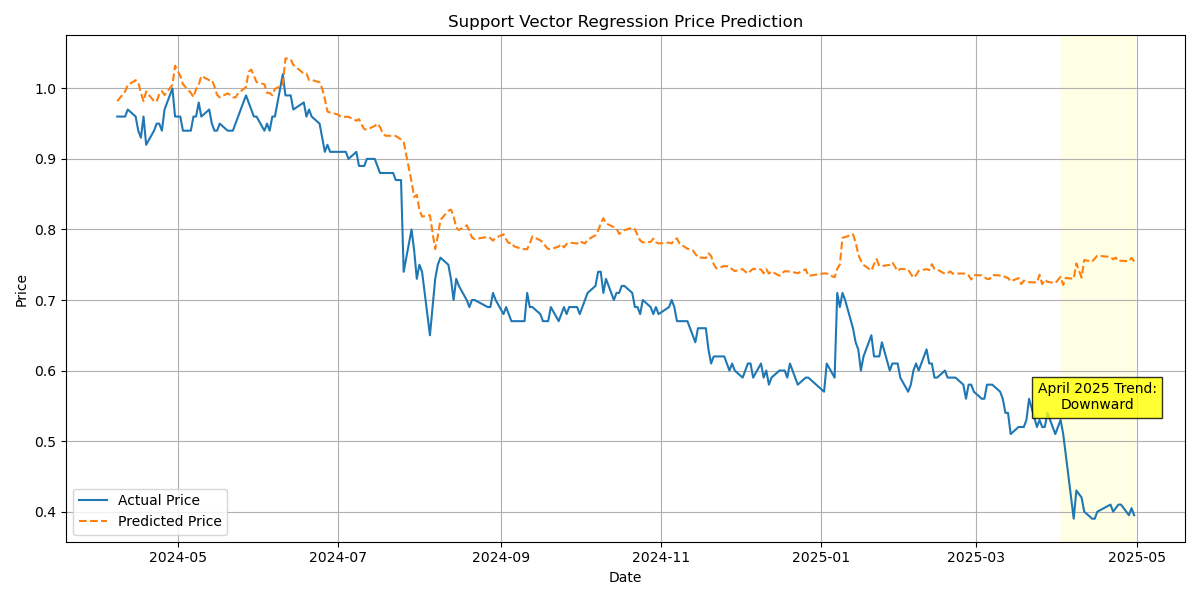 Support Vector Regression Price Prediction
Price
1.0
0.9
0.8
0.7
0.6
0.5
0.4
April 2025 Trend:
Downward
Actual Price
Predicted Price
2024-05
2024-07
2024-09
2024-11
2025-01
2025-03
2025-05
Date